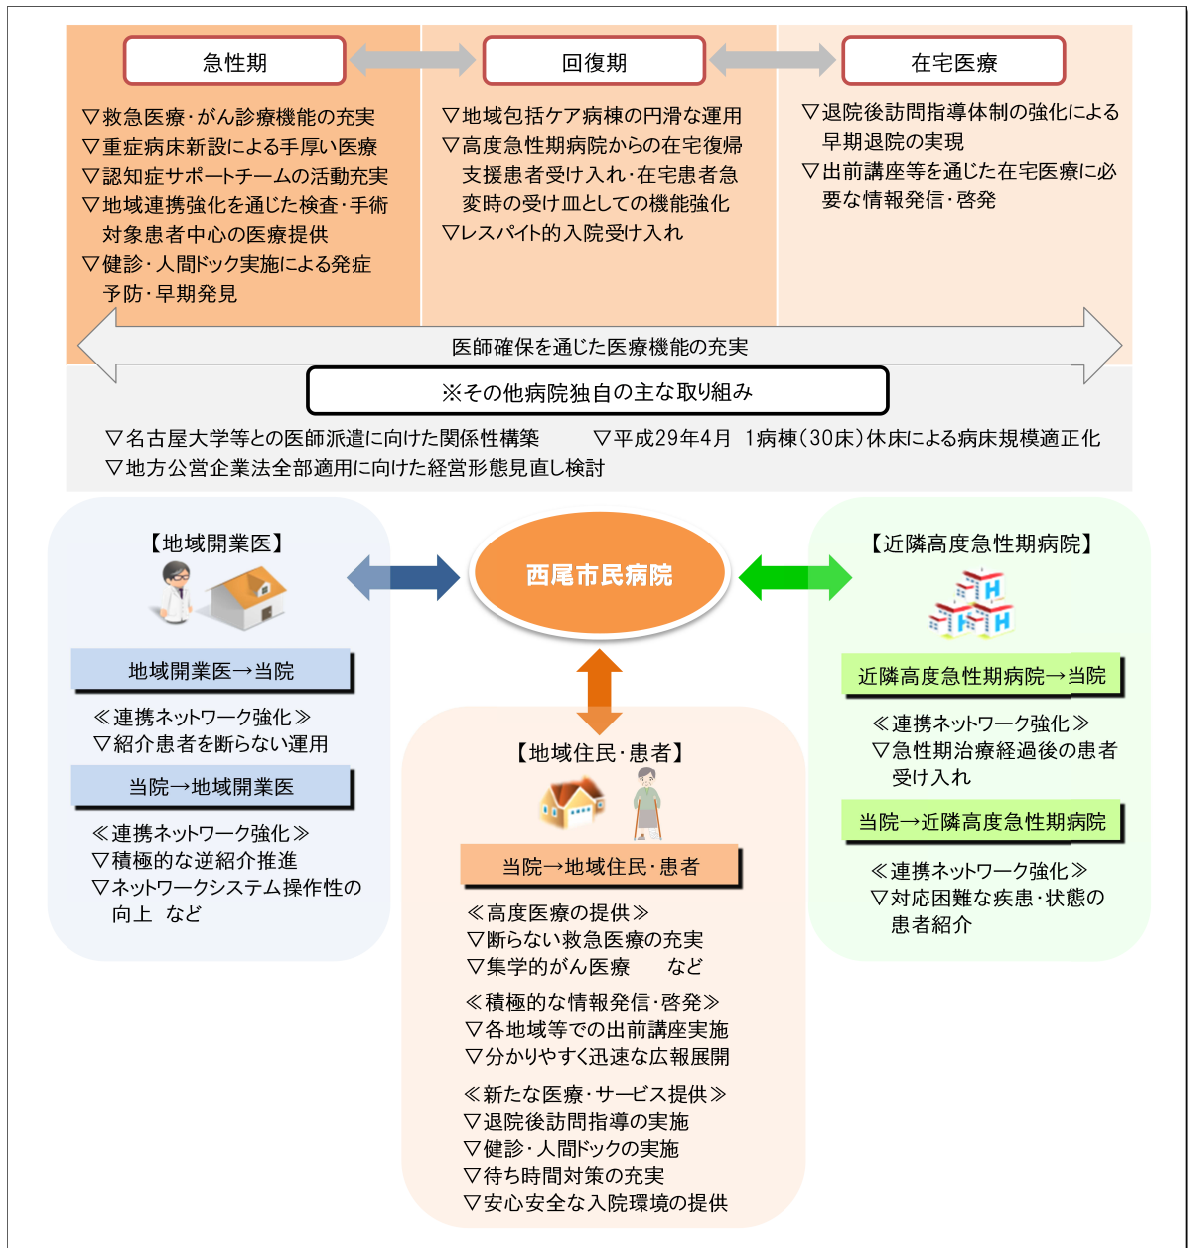 急性期
▽救急医療・がん診療機能の充実
▽重症病床新設による手厚い医療
▽認知症サポートチームの活動充実
▽地域連携強化を通じた検査・手術
対象患者中心の医療提供
▽健診・人間ドック実施による発症
予防・早期発見
回復期
▽地域包括ケア病棟の円滑な運用
▽高度急性期病院からの在宅復帰
支援患者受け入れ・在宅患者急
変時の受け皿としての機能強化
▽レスパイト的入院受け入れ
在宅医療
▽退院後訪問指導体制の強化による
早期退院の実現
▽出前講座等を通じた在宅医療に必
要な情報発信・啓発
医師確保を通じた医療機能の充実
※その他病院独自の主な取り組み
▽名古屋大学等との医師派遣に向けた関係性構築　　▽平成29年4月　1病棟(30床)休床による病床規模適正化
▽地方公営企業法全部適用に向けた経営形態見直し検討
西尾市民病院
【地域開業医】
地域開業医→当院
≪連携ネットワーク強化≫
▽紹介患者を断らない運用
当院→地域開業医
≪連携ネットワーク強化≫
▽積極的な逆紹介推進
▽ネットワークシステム操作性の
向上　など
【地域住民・患者】
当院→地域住民・患者
≪高度医療の提供≫
▽断らない救急医療の充実
▽集学的がん医療　　など
≪積極的な情報発信・啓発≫
▽各地域等での出前講座実施
▽分かりやすく迅速な広報展開
≪新たな医療・サービス提供≫
▽退院後訪問指導の実施
▽健診・人間ドックの実施
▽待ち時間対策の充実
▽安心安全な入院環境の提供
【近隣高度急性期病院】
H
H
H
近隣高度急性期病院→当院
≪連携ネットワーク強化≫
▽急性期治療経過後の患者
受け入れ
当院→近隣高度急性期病院
≪連携ネットワーク強化≫
▽対応困難な疾患・状態の
患者紹介